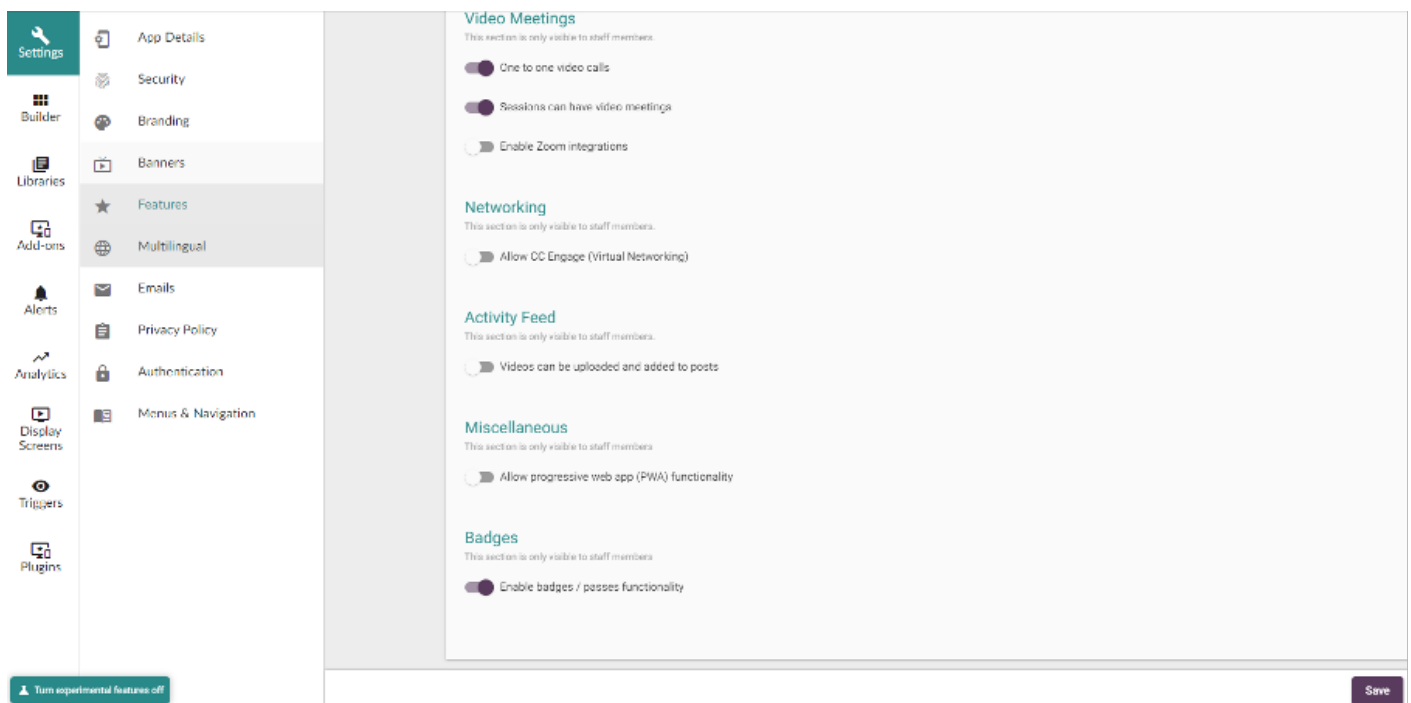 Settings
Builder
Libraries
Add-ons
Alerts
Analytics
Display
Screens
Triggers
Plugins
Turn experimental features off
App Details
Security
Branding
Banners
Features
Multilingual
Emails
Privacy Policy
Authentication
Menus & Navigation
Video Meetings
This section is only visible to staff members.
One to one video calls
Sessions can have video meetings
Enable Zoom integrations
Networking
This section is only visible to staff members.
Allow CC Engage (Virtual Networking)
Activity Feed
This section is only visible to staff members.
Videos can be uploaded and added to posts
Miscellaneous
This section is only visible to staff members
Allow progressive web app (PWA) functionality
Badges
This section is only visible to staff members
Enable badges / passes functionality
Save